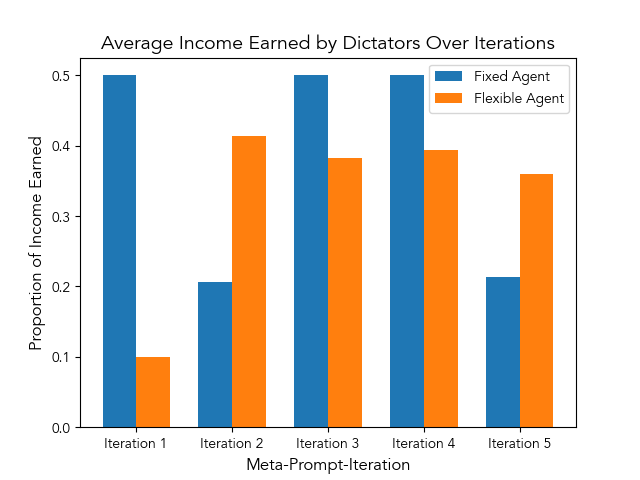 Average Income Earned by Dictators Over Iterations
Fixed Agent
Flexible Agent
Proportion of Income Earned
0.5
0.4
0.3
0.2
0.1
0.0
Iteration 1
Iteration 2
Iteration 3
Iteration 4
Iteration 5
Meta-Prompt-Iteration